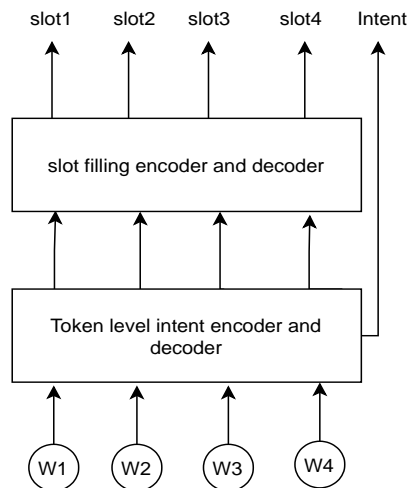 slot1 slot2 slot3 slot4 Intent
slot filling encoder and decoder
Token level intent encoder and
decoder
W1 W2 W3 W4